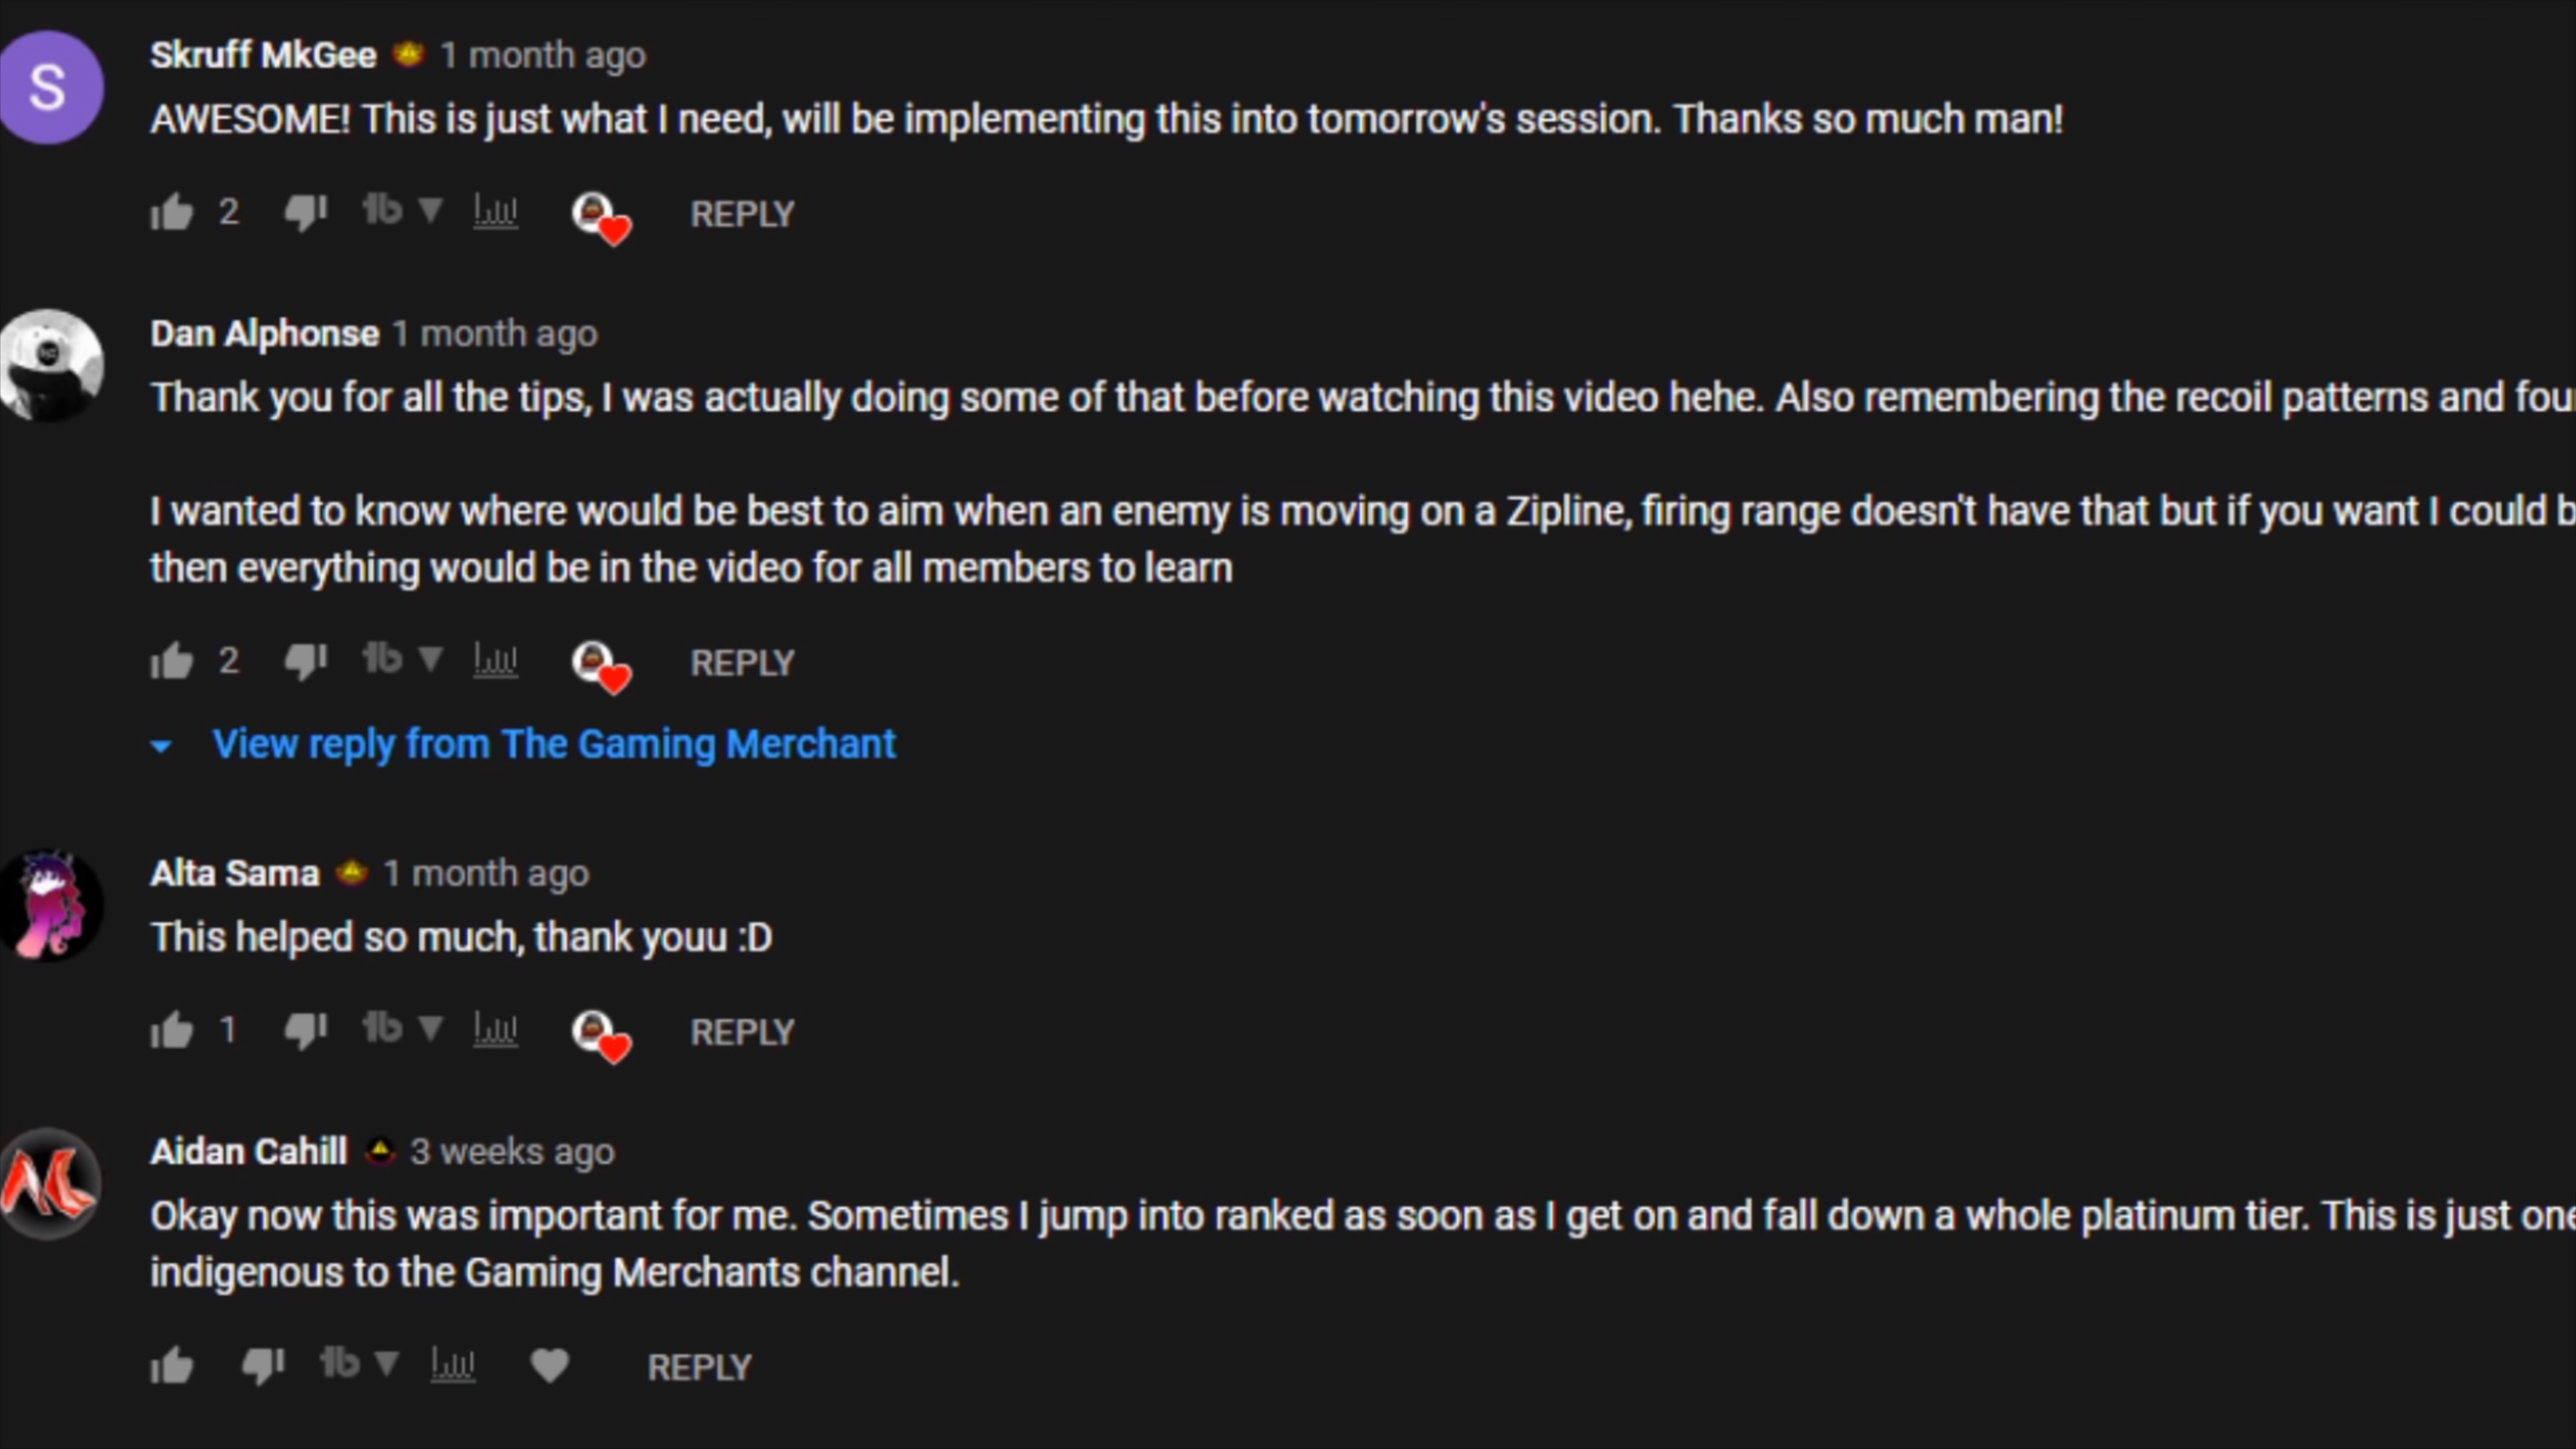 S
Skruff MkGee 1 month ago
AWESOME! This is just what I need, will be implementing this into tomorrow's session. Thanks so much man!
2 REPLY
Dan Alphonse 1 month ago
Thank you for all the tips, I was actually doing some of that before watching this video hehe. Also remembering the recoil patterns and
I wanted to know where would be best to aim when an enemy is moving on a Zipline, firing range doesn't have that but if you want I could
then everything would be in the video for all members to learn
2 REPLY
View reply from The Gaming Merchant
Alta Sama 1 month ago
This helped so much, thank youu :D
1 REPLY
Aidan Cahill 3 weeks ago
Okay now this was important for me. Sometimes I jump into ranked as soon as I get on and fall down a whole platinum tier. This is just one
indigenous to the Gaming Merchants channel.
REPLY